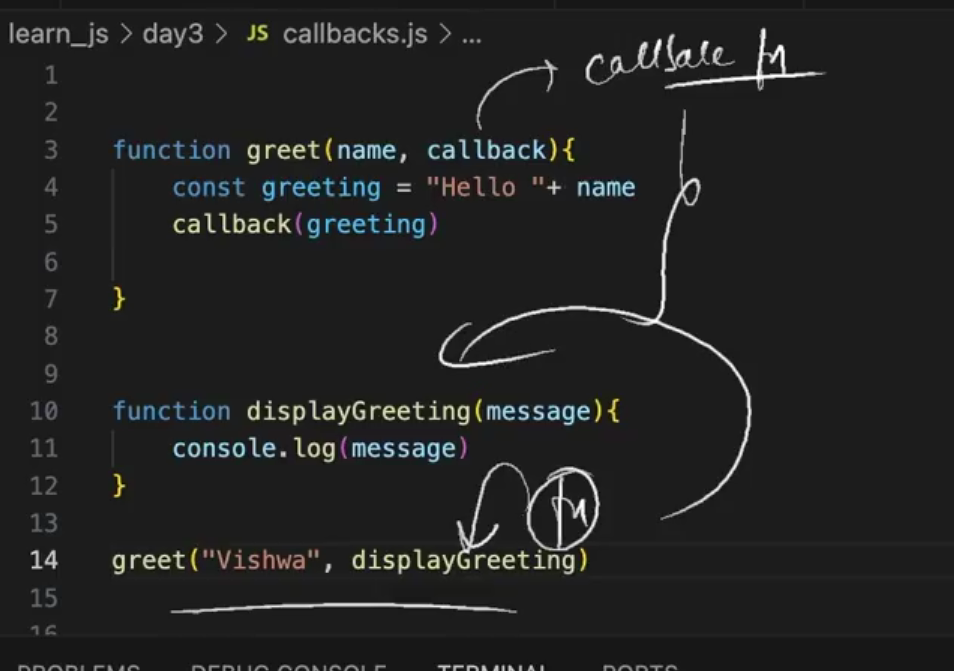 learn_js > day3 > JS callbacks.js > ...
callback fn
1
2
3 function greet(name, callback){
4     const greeting = "Hello "+ name
5     callback(greeting)
6
7 }
8
9
10 function displayGreeting(message){
11     console.log(message)
12 }
13
fn
14 greet("Vishwa", displayGreeting)
15
16
PROBLEMS DEBUG CONSOLE TERMINAL PORTS